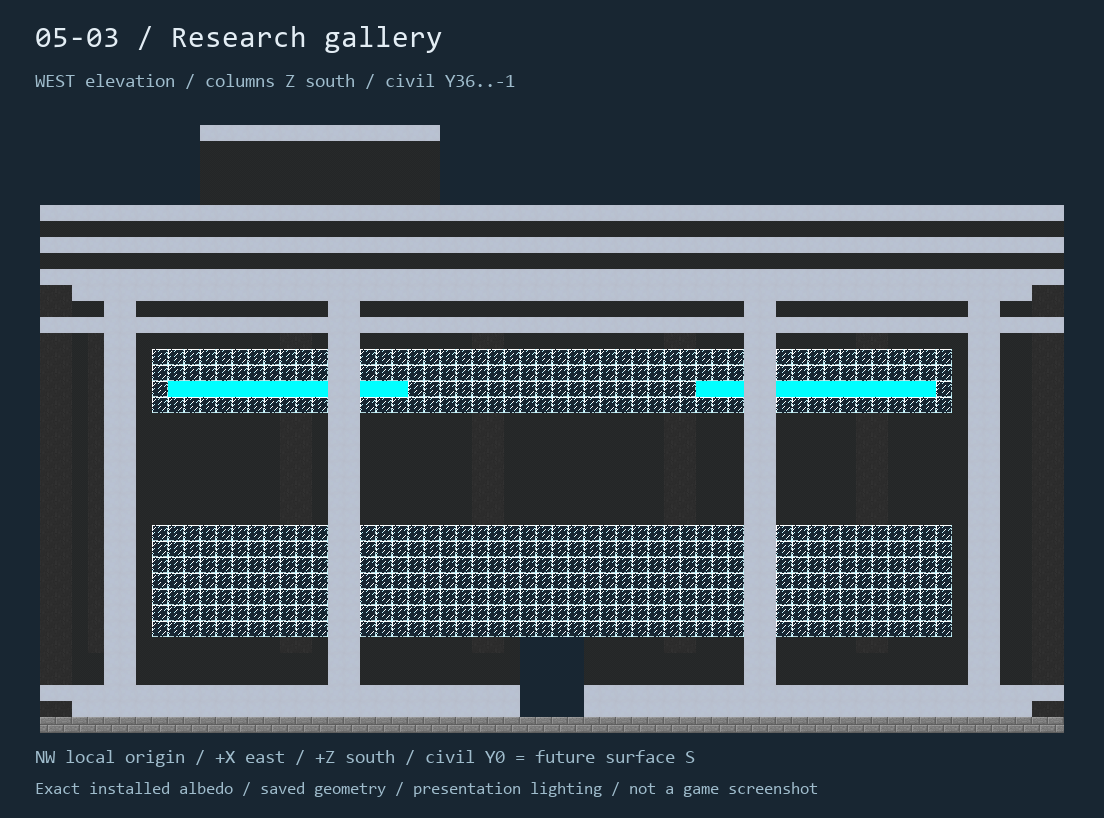 05-03 / Research gallery
WEST elevation / columns Z south / civil Y36..-1
NW local origin / +X east / +Z south / civil Y0 = future surface S
Exact installed albedo / saved geometry / presentation lighting / not a game screenshot